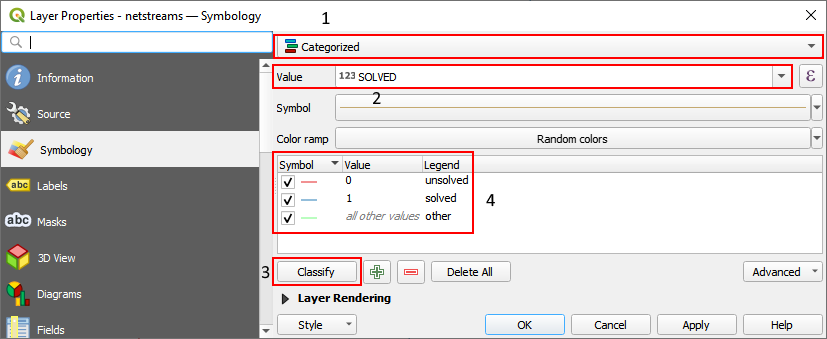 Layer Properties - netstreams — Symbology
1
Categorized
Information
Source
Symbology
abc Labels
abc Masks
3D View
Diagrams
Fields
Value 123 SOLVED ε
2
Symbol
Color ramp Random colors
Symbol Value Legend
0 unsolved
1 solved
all other values other
4
3
Classify Delete All Advanced
Layer Rendering
Style OK Cancel Apply Help